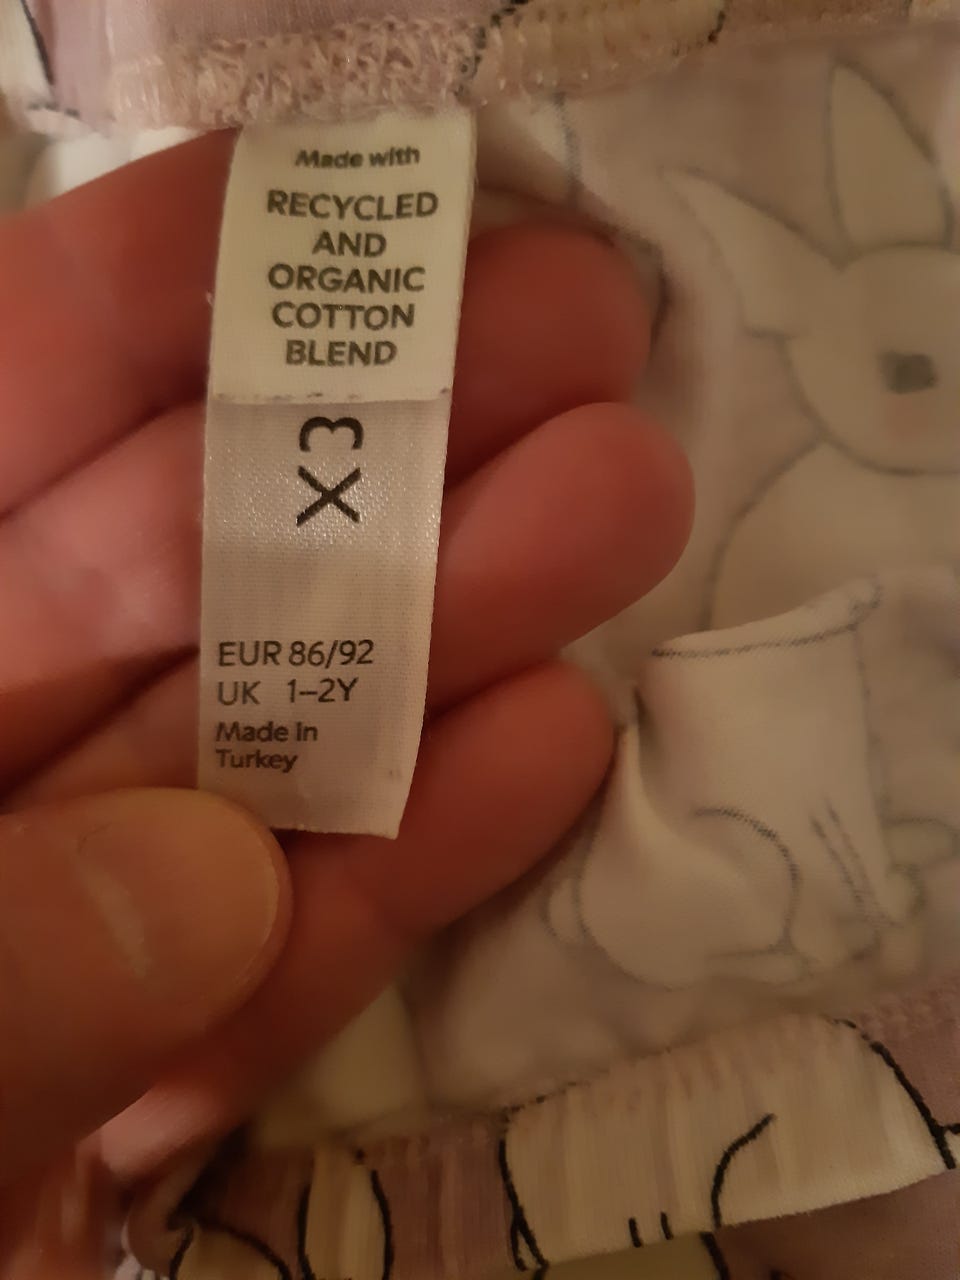 Made with
RECYCLED
AND
ORGANIC
COTTON
BLEND
X3
EUR 86/92
UK 1–2Y
Made in
Turkey